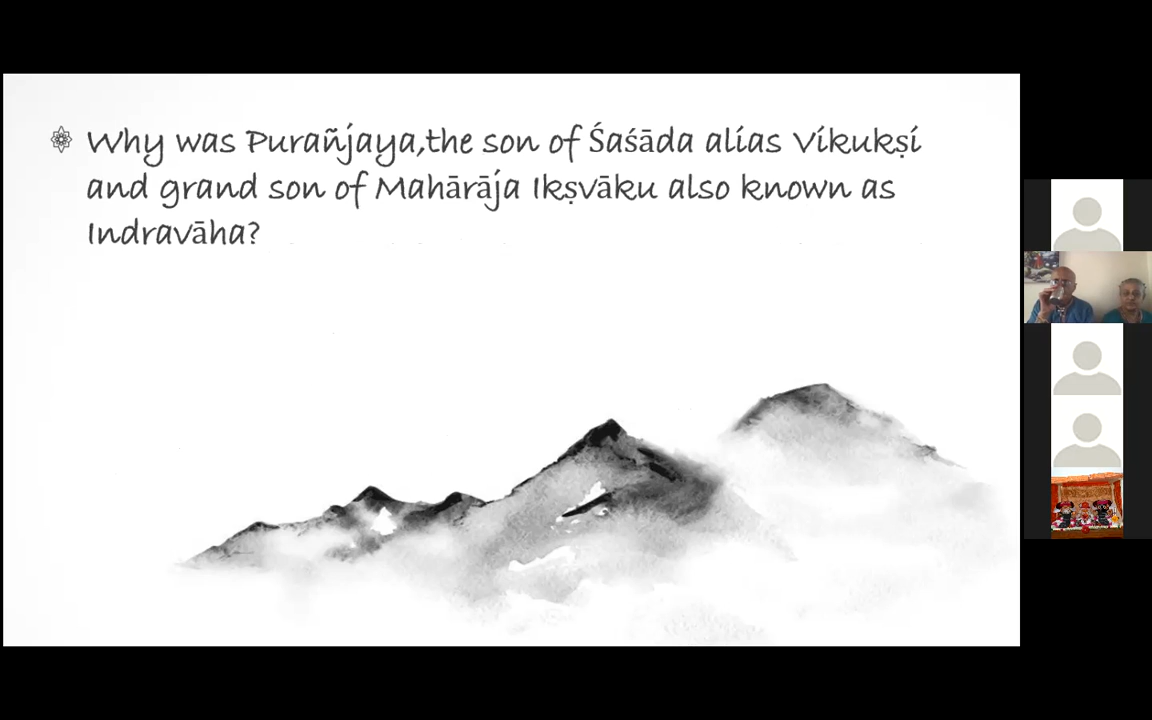 Why was Purañjaya,the son of Śaśāda alias Vikukṣi
and grand son of Mahārāja Ikṣvāku also known as
Indravāha?